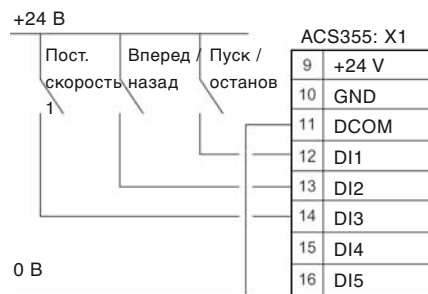 +24 В
Пост.
скорость
1
Вперед /
назад
Пуск /
останов
ACS355: X1
9 +24 V
10 GND
11 DCOM
12 DI1
13 DI2
14 DI3
15 DI4
16 DI5
0 В